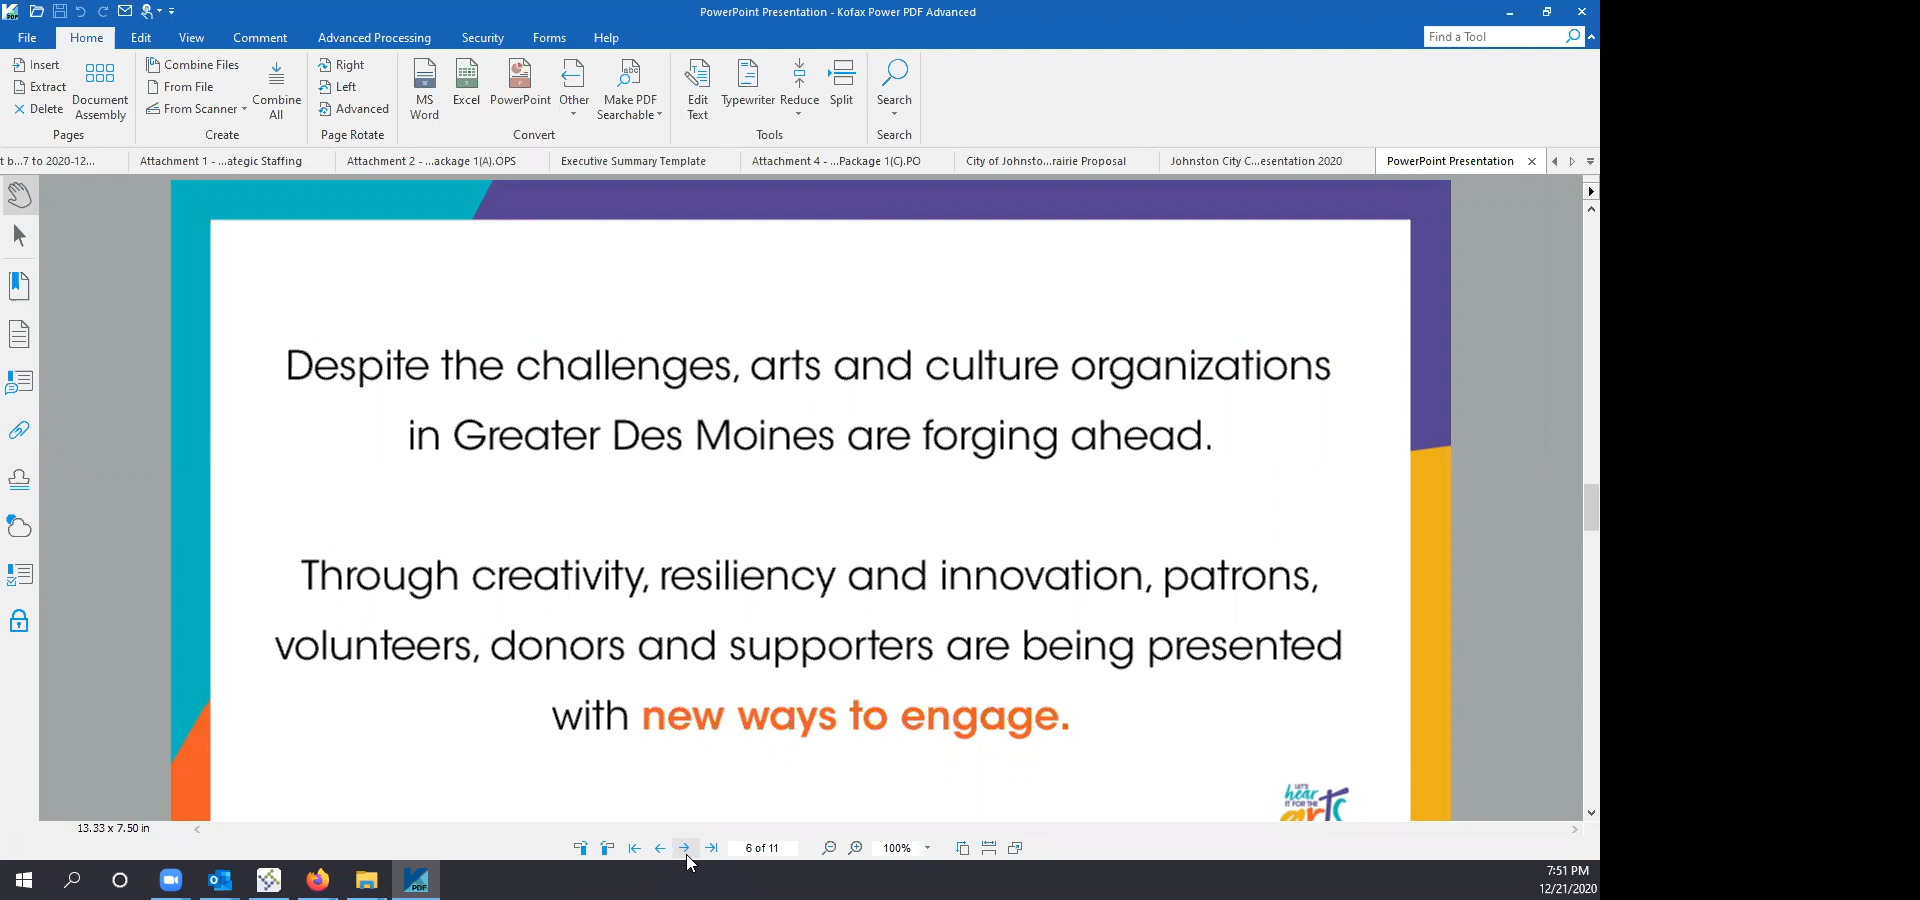 PowerPoint Presentation - Kofax Power PDF Advanced
File Home Edit View Comment Advanced Processing Security Forms Help
Find a Tool
Insert
Extract
Delete
Document
Assembly
Pages
Combine Files
From File
From Scanner
Combine
All
Create
Right
Left
Advanced
Page Rotate
MS
Word
Excel
PowerPoint
Other
Make PDF
Searchable
Convert
Edit
Text
Typewriter
Reduce
Split
Tools
Search
Search
t b...7 to 2020-12...
Attachment 1 - ...ategic Staffing
Attachment 2 - ...ackage 1(A).OPS
Executive Summary Template
Attachment 4 - ...Package 1(C).PO
City of Johnsto...rairie Proposal
Johnston City C...esentation 2020
PowerPoint Presentation
Despite the challenges, arts and culture organizations
in Greater Des Moines are forging ahead.
Through creativity, resiliency and innovation, patrons,
volunteers, donors and supporters are being presented
with new ways to engage.
LET'S
hear
IT FOR THE
arts
13.33 x 7.50 in
6 of 11
100%
PDF
7:51 PM
12/21/2020